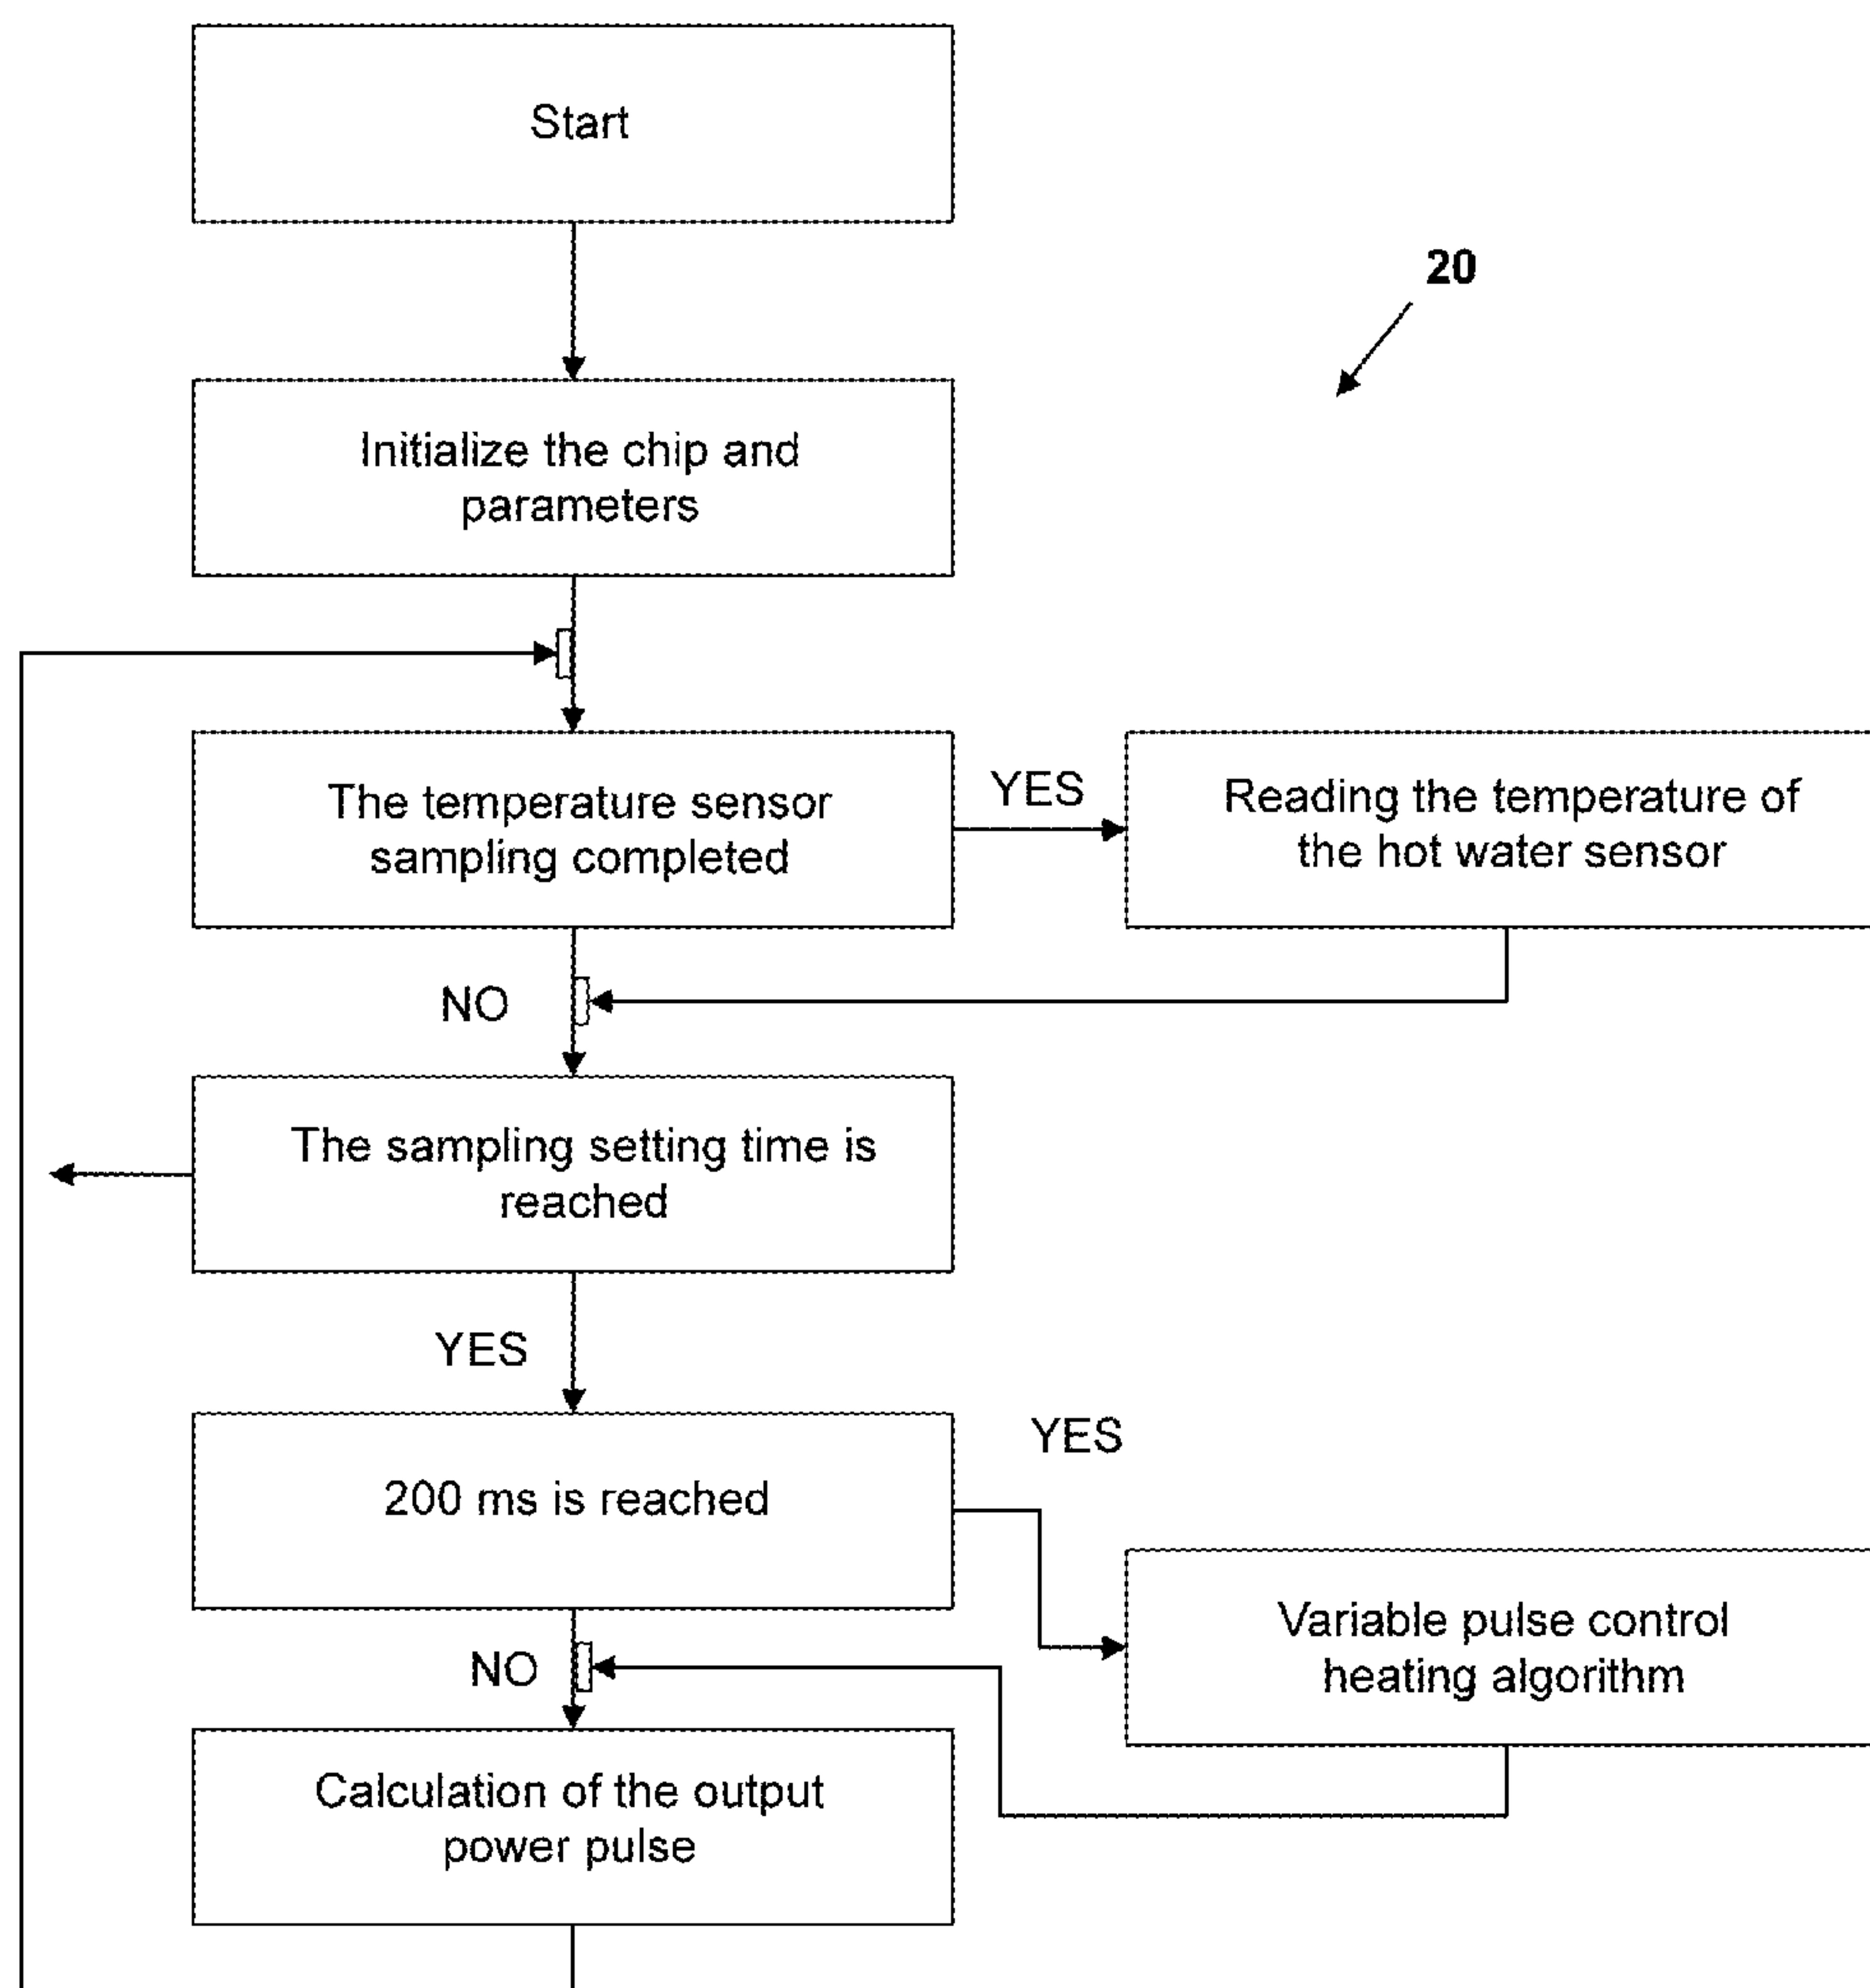 Start
20
Initialize the chip and
parameters
The temperature sensor
sampling completed
YES
Reading the temperature of
the hot water sensor
NO
The sampling setting time is
reached
YES
200 ms is reached
YES
Variable pulse control
heating algorithm
NO
Calculation of the output
power pulse